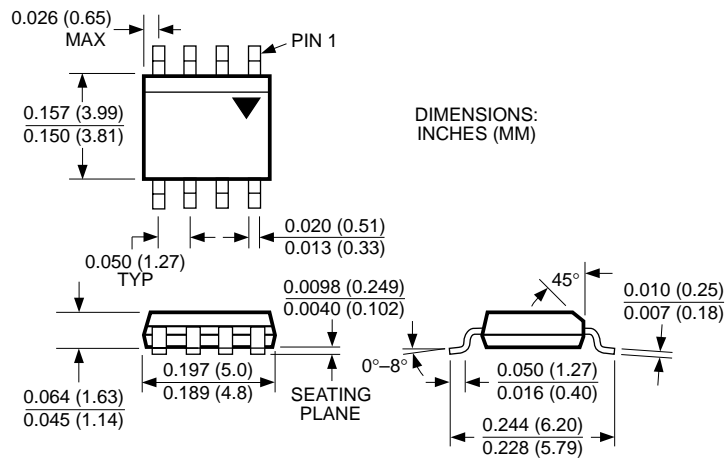 0.026 (0.65)
MAX
PIN 1
0.157 (3.99)
0.150 (3.81)
DIMENSIONS:
INCHES (MM)
0.020 (0.51)
0.013 (0.33)
0.050 (1.27)
TYP
0.0098 (0.249)
0.0040 (0.102)
45°
0.010 (0.25)
0.007 (0.18)
0°–8°
0.064 (1.63)
0.045 (1.14)
0.197 (5.0)
0.189 (4.8)
SEATING
PLANE
0.050 (1.27)
0.016 (0.40)
0.244 (6.20)
0.228 (5.79)